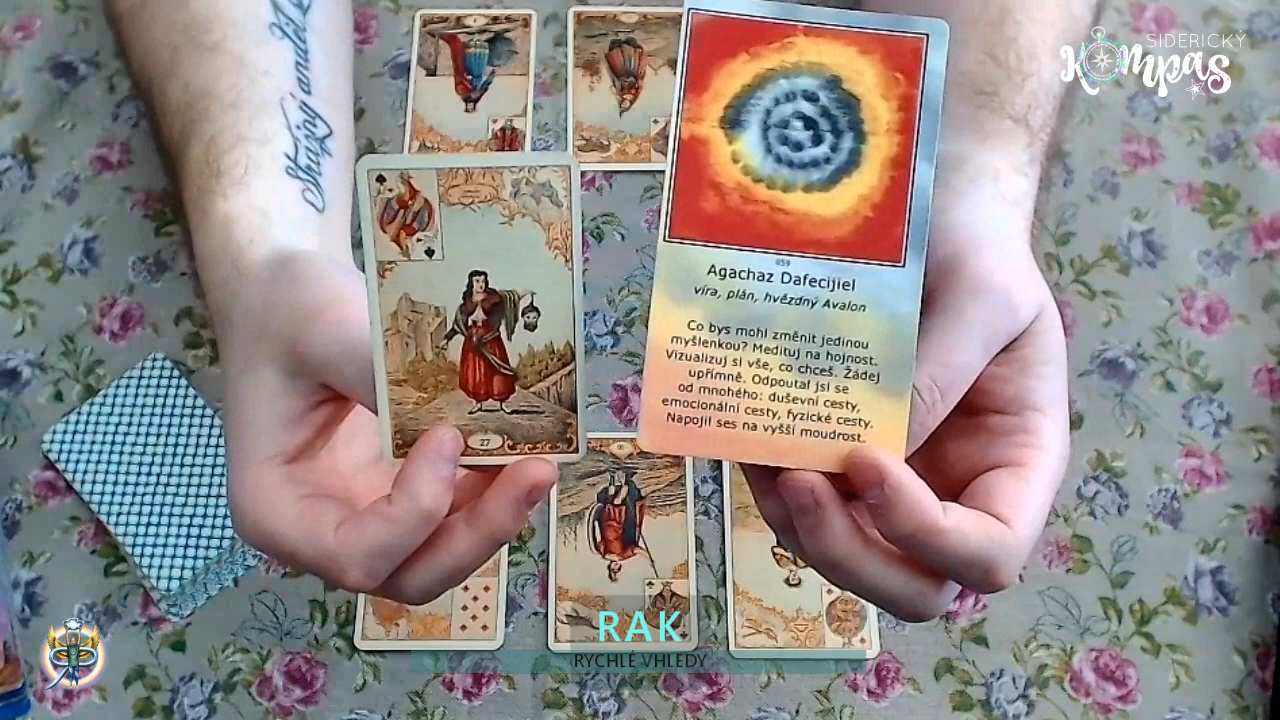 SIDERICKÝ
KOMPAS
Strážný anděl
27
059
Agachaz Dafecijiel
víra, plán, hvězdný Avalon
Co bys mohl změnit jedinou
myšlenkou? Medituj na hojnost.
Vizualizuj si vše, co chceš. Žádej
upřímně. Odpoutal jsi se
od mnohého: duševní cesty,
emocionální cesty, fyzické cesty.
Napojil ses na vyšší moudrost.
RAK
RYCHLÉ VHLEDY